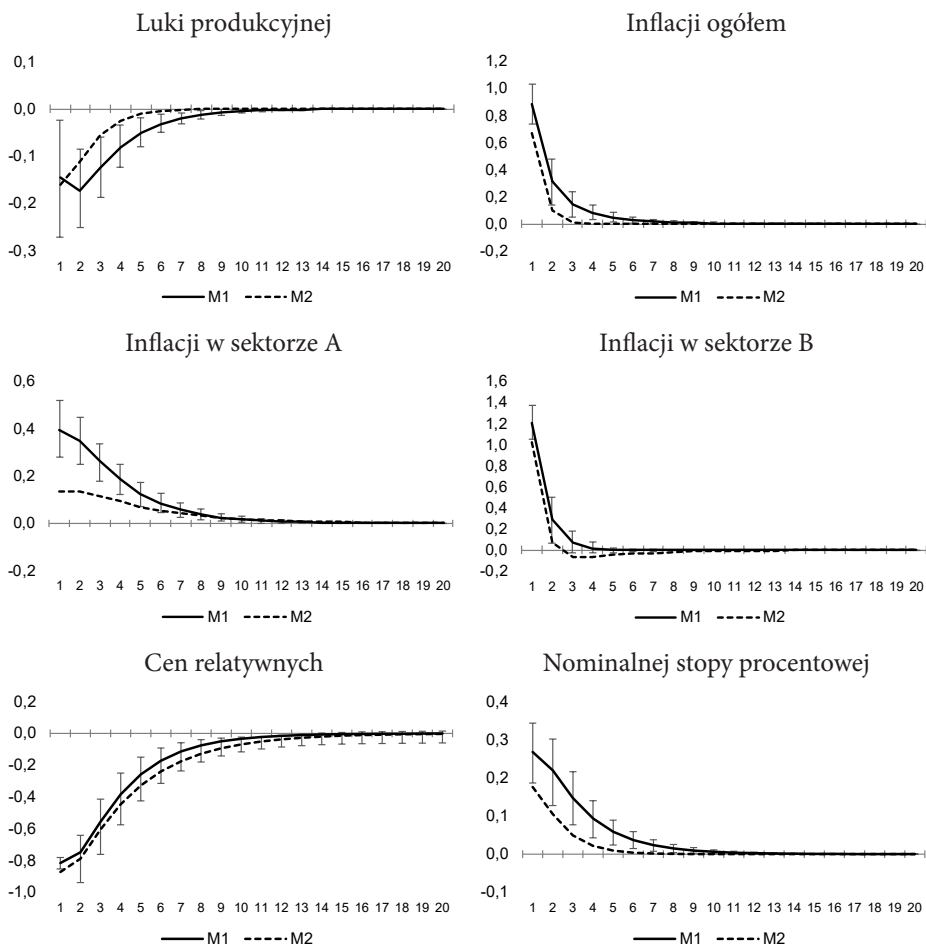 Luki produkcyjnej
0,1
0,0
-0,1
-0,2
-0,3
1 2 3 4 5 6 7 8 9 10 11 12 13 14 15 16 17 18 19 20
M1 M2
Inflacji ogółem
1,2
1,0
0,8
0,6
0,4
0,2
0,0
-0,2
1 2 3 4 5 6 7 8 9 10 11 12 13 14 15 16 17 18 19 20
M1 M2
Inflacji w sektorze A
0,6
0,4
0,2
0,0
-0,2
1 2 3 4 5 6 7 8 9 10 11 12 13 14 15 16 17 18 19 20
M1 M2
Inflacji w sektorze B
1,6
1,4
1,2
1,0
0,8
0,6
0,4
0,2
0,0
-0,2
1 2 3 4 5 6 7 8 9 10 11 12 13 14 15 16 17 18 19 20
M1 M2
Cen relatywnych
0,2
0,0
-0,2
-0,4
-0,6
-0,8
-1,0
1 2 3 4 5 6 7 8 9 10 11 12 13 14 15 16 17 18 19 20
M1 M2
Nominalnej stopy procentowej
0,4
0,3
0,2
0,1
0,0
-0,1
1 2 3 4 5 6 7 8 9 10 11 12 13 14 15 16 17 18 19 20
M1 M2